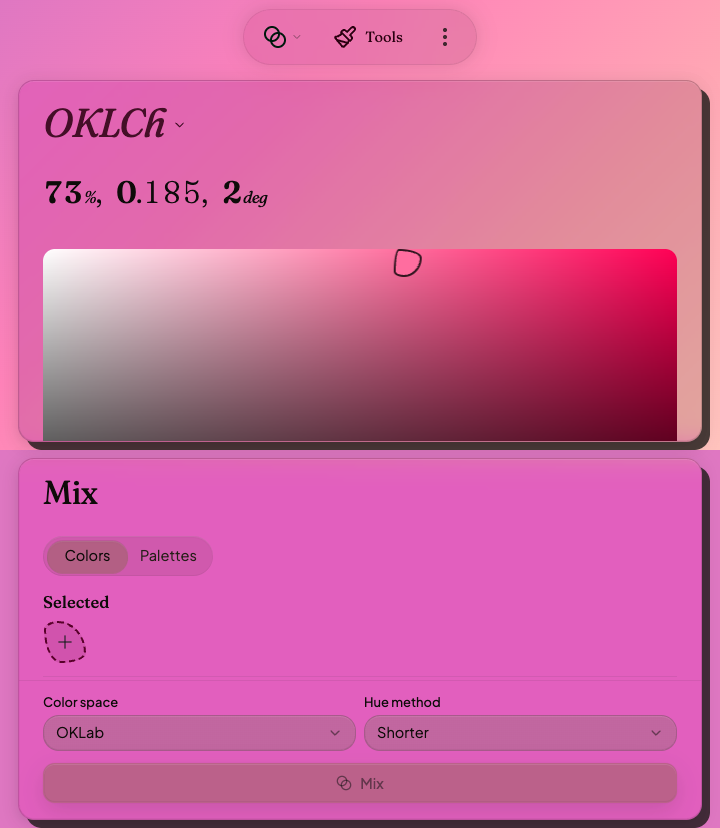 Tools
OKLCh
73%, 0.185, 2deg
Mix
Colors Palettes
Selected
Color space Hue method
OKLab Shorter
Mix